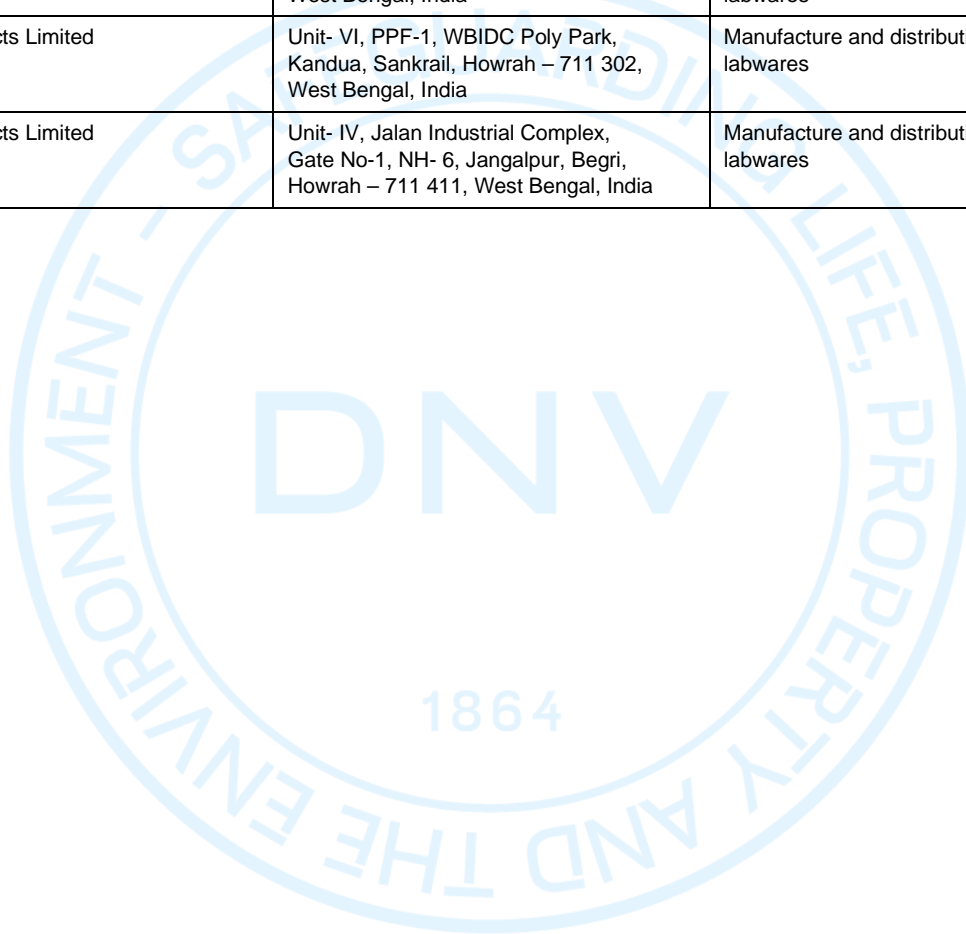 West Bengal, India
labwares
cts Limited
Unit- VI, PPF-1, WBIDC Poly Park,
Kandua, Sankrail, Howrah – 711 302,
West Bengal, India
Manufacture and distribut
labwares
cts Limited
Unit- IV, Jalan Industrial Complex,
Gate No-1, NH- 6, Jangalpur, Begri,
Howrah – 711 411, West Bengal, India
Manufacture and distribut
labwares
SAFEGUARDING LIFE, PROPERTY AND THE ENVIRONMENT –
DNV
1864